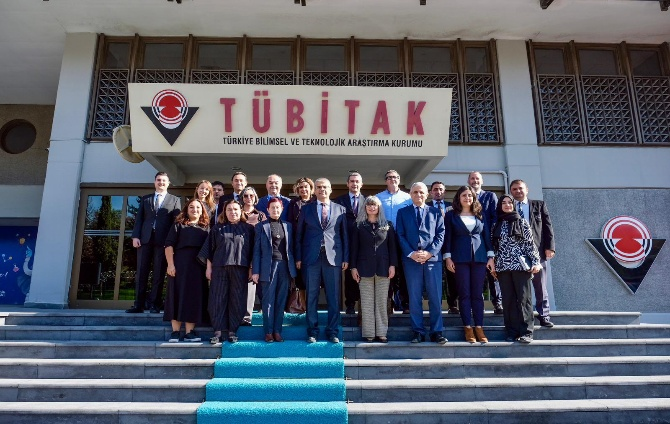 TÜBİTAK
TÜRKİYE BİLİMSEL VE TEKNOLOJİK ARAŞTIRMA KURUMU